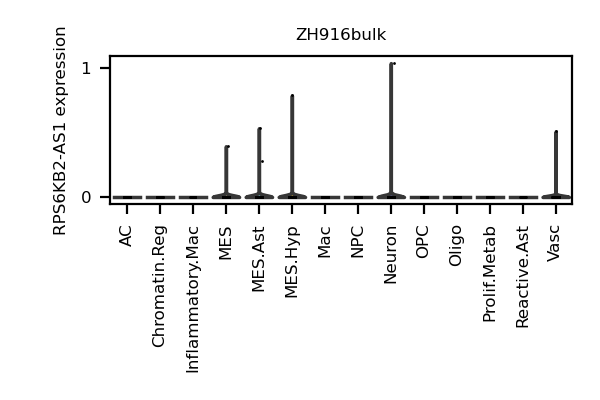 ZH916bulk
RPS6KB2-AS1 expression
1
0
AC
Chromatin.Reg
Inflammatory.Mac
MES
MES.Ast
MES.Hyp
Mac
NPC
Neuron
OPC
Oligo
Prolif.Metab
Reactive.Ast
Vasc